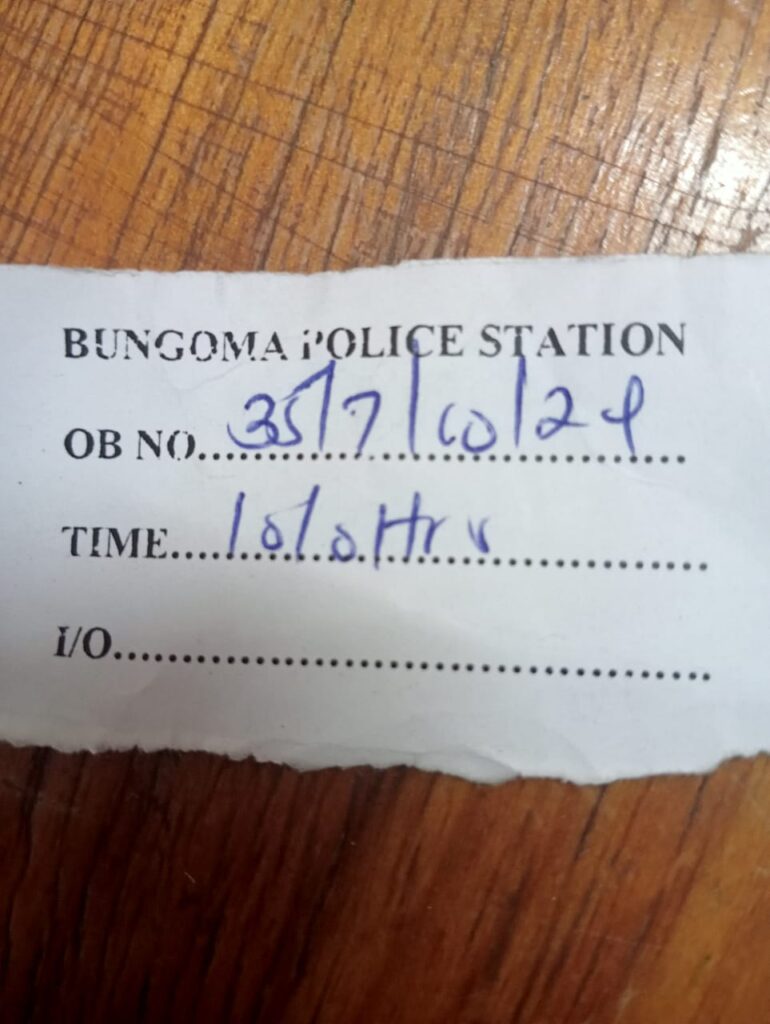 BUNGOMA POLICE STATION
OB NO. 35/7/10/24
TIME 1010Hrs
I/O